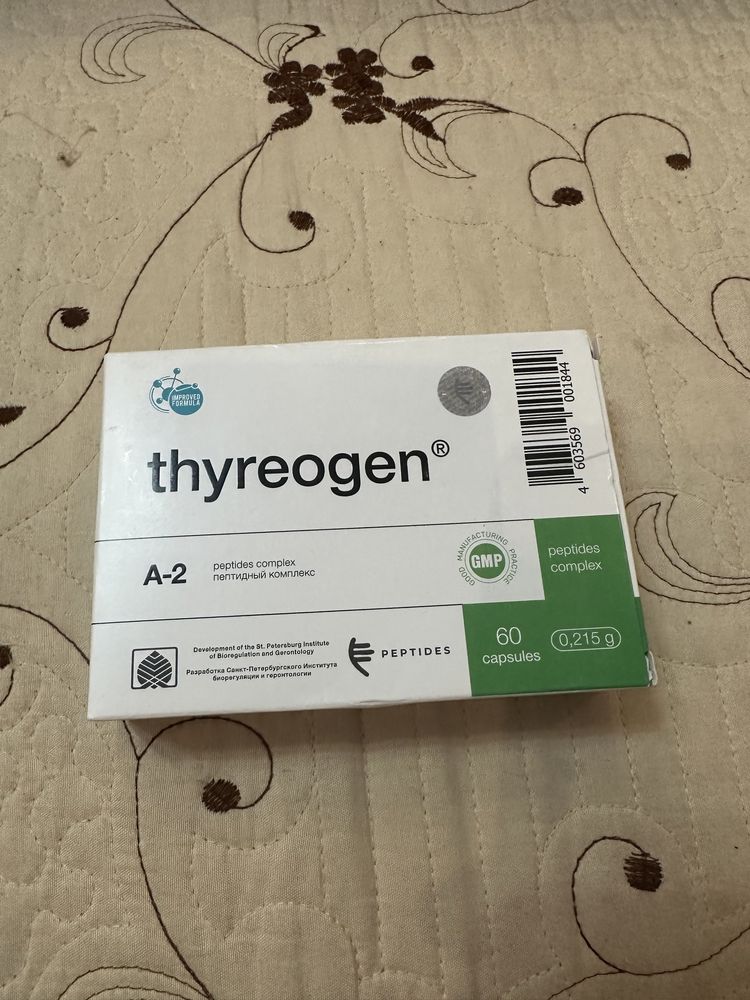 IMPROVED
FORMULA
thyreogen®
4 603569 001844
A-2
peptides complex
пептидный комплекс
GOOD MANUFACTURING PRACTICE
GMP
peptides
complex
Development of the St. Petersburg Institute
of Bioregulation and Gerontology
Разработка Санкт-Петербургского Института
биорегуляции и геронтологии
PEPTIDES
60
capsules
0,215 g